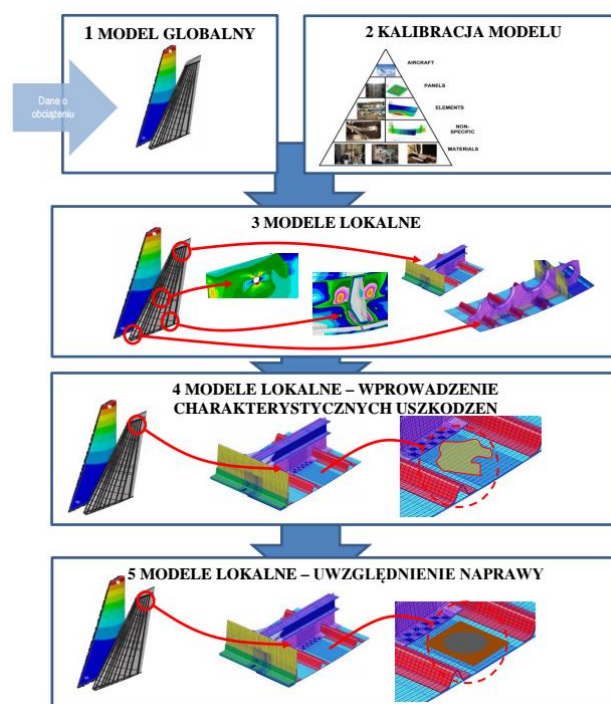 1 MODEL GLOBALNY
Dane o
obciążeniu
2 KALIBRACJA MODELU
AIRCRAFT
PANELS
ELEMENTS
NON-
SPECIFIC
MATERIALS
3 MODELE LOKALNE
4 MODELE LOKALNE – WPROWADZENIE
CHARAKTERYSTYCZNYCH USZKODZEŃ
5 MODELE LOKALNE – UWZGLĘDNIENIE NAPRAWY